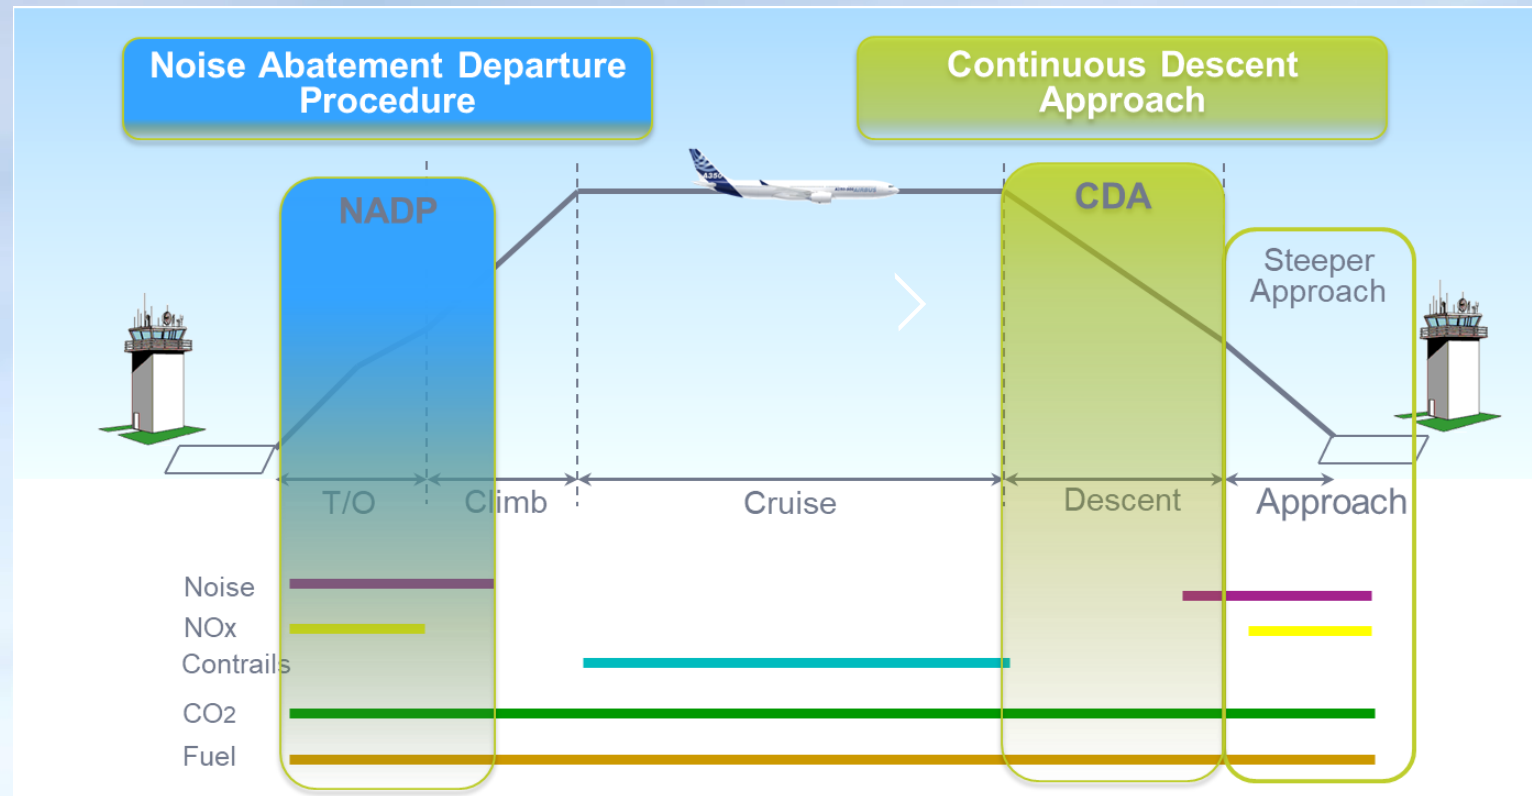 Noise Abatement Departure
Procedure
Continuous Descent
Approach
NADP
A350
CDA
Steeper
Approach
T/O
Climb
Cruise
Descent
Approach
Noise
NOx
Contrails
CO2
Fuel